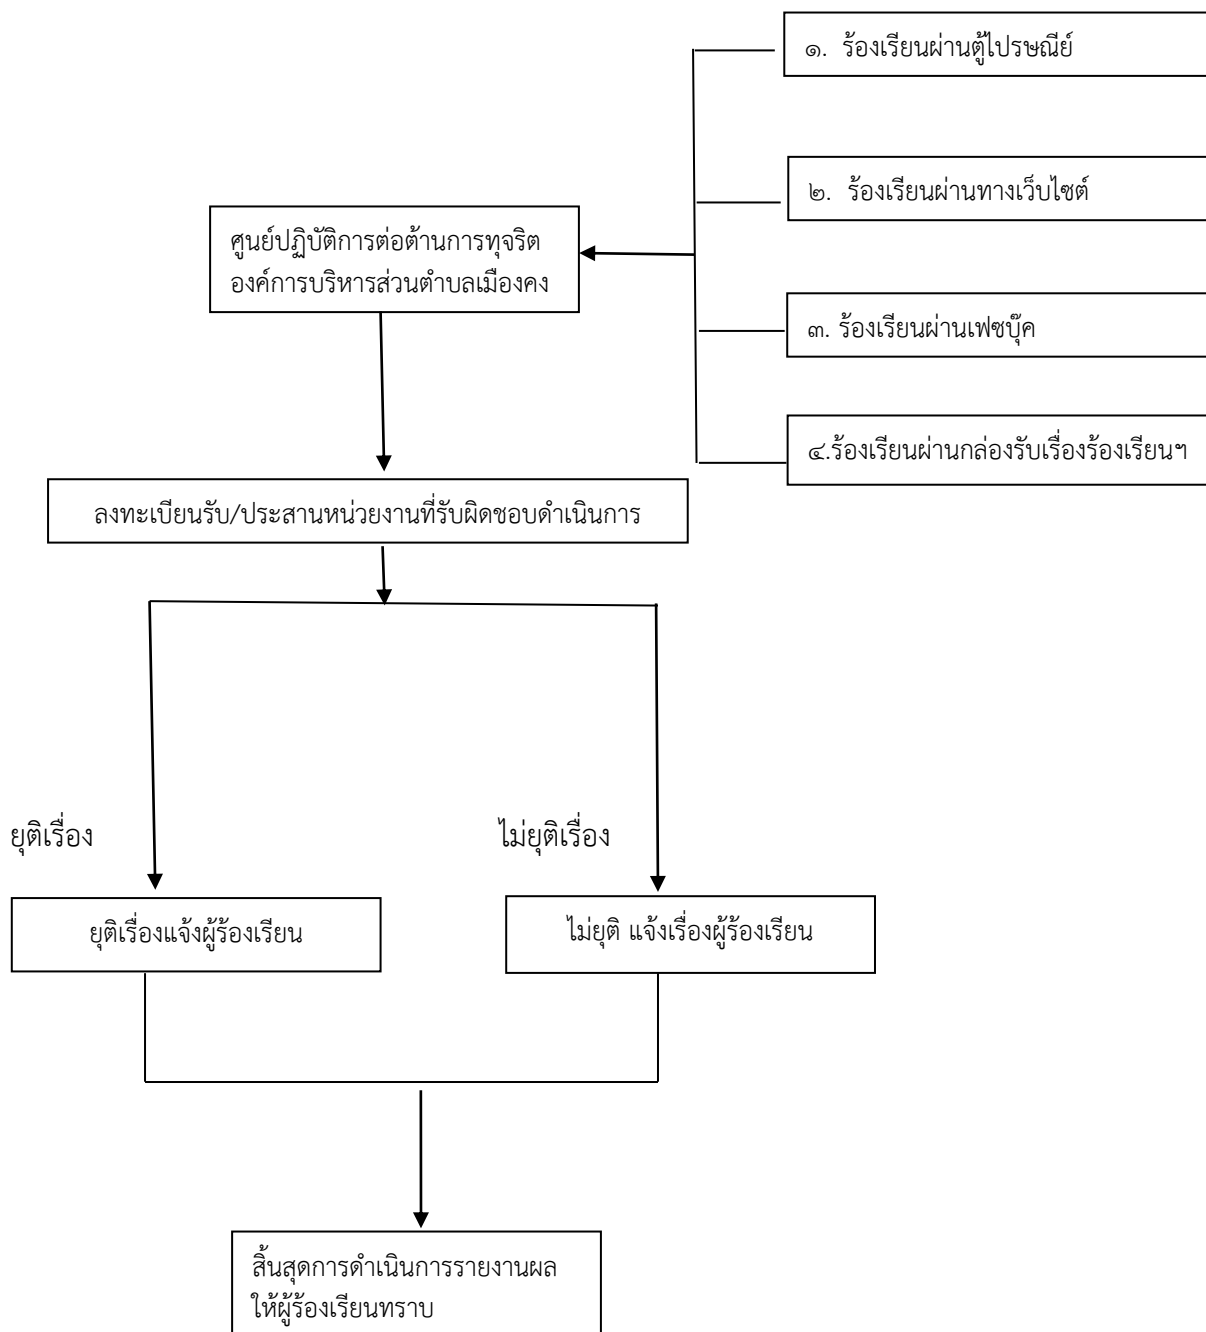 ๑.  ร้องเรียนผ่านตู้ไปรษณีย์
๒.  ร้องเรียนผ่านทางเว็บไซต์
ศูนย์ปฏิบัติการต่อต้านการทุจริต
องค์การบริหารส่วนตำบลเมืองคง
๓. ร้องเรียนผ่านเฟซบุ๊ค
๔.ร้องเรียนผ่านกล่องรับเรื่องร้องเรียนฯ
ลงทะเบียนรับ/ประสานหน่วยงานที่รับผิดชอบดำเนินการ
ยุติเรื่อง
ไม่ยุติเรื่อง
ยุติเรื่องแจ้งผู้ร้องเรียน
ไม่ยุติ แจ้งเรื่องผู้ร้องเรียน
สิ้นสุดการดำเนินการรายงานผล
ให้ผู้ร้องเรียนทราบ